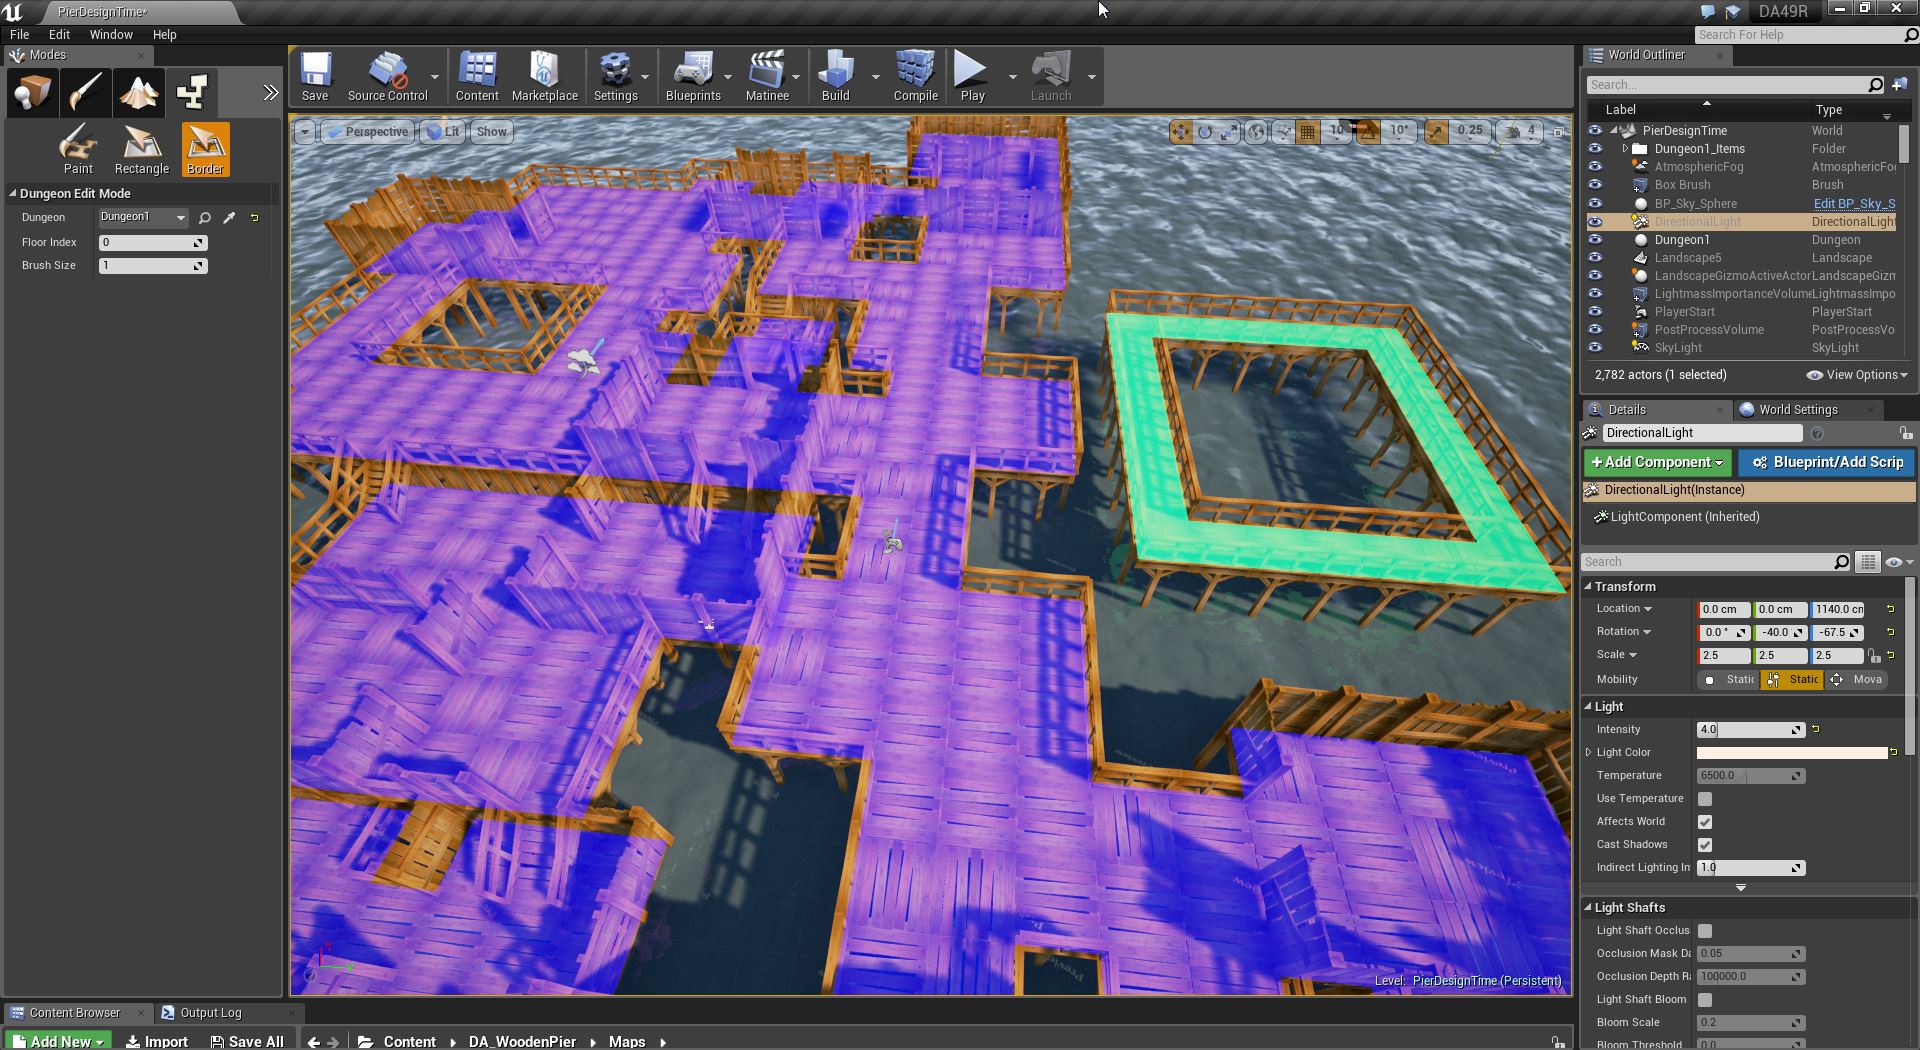 PierDesignTime*
DA49R
File Edit Window Help
Search For Help
Modes
Save Source Control Content Marketplace Settings Blueprints Matinee Build Compile Play Launch
Paint Rectangle Border
Dungeon Edit Mode
Dungeon Dungeon1
Floor Index 0
Brush Size 1
Perspective Lit Show
10 10° 0.25 4
Level: PierDesignTime (Persistent)
World Outliner
Search...
Label Type
PierDesignTime World
Dungeon1_Items Folder
AtmosphericFog AtmosphericFo
Box Brush Brush
BP_Sky_Sphere Edit BP_Sky_S
DirectionalLight DirectionalLight
Dungeon1 Dungeon
Landscape5 Landscape
LandscapeGizmoActiveActor LandscapeGizm
LightmassImportanceVolume LightmassImpo
PlayerStart PlayerStart
PostProcessVolume PostProcessVo
SkyLight SkyLight
2,782 actors (1 selected) View Options
Details World Settings
DirectionalLight
+Add Component Blueprint/Add Scrip
DirectionalLight(Instance)
LightComponent (Inherited)
Search
Transform
Location 0.0 cm 0.0 cm 1140.0 cm
Rotation 0.0 ° -40.0 -67.5
Scale 2.5 2.5 2.5
Mobility Static Static Mova
Light
Intensity 4.0
Light Color
Temperature 6500.0
Use Temperature
Affects World
Cast Shadows
Indirect Lighting In 1.0
Light Shafts
Light Shaft Occlus
Occlusion Mask Da 0.05
Occlusion Depth Ra 100000.0
Light Shaft Bloom
Bloom Scale 0.2
Bloom Threshold 0.0
Content Browser Output Log
Add New Import Save All Content DA_WoodenPier Maps